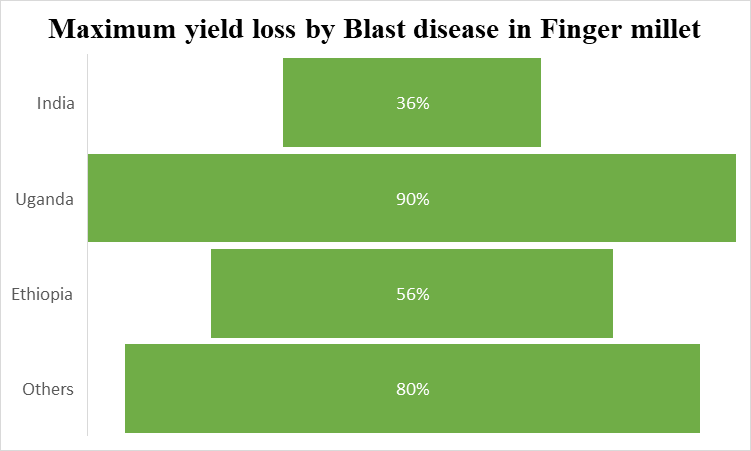 Maximum yield loss by Blast disease in Finger millet
India 36%
Uganda 90%
Ethiopia 56%
Others 80%